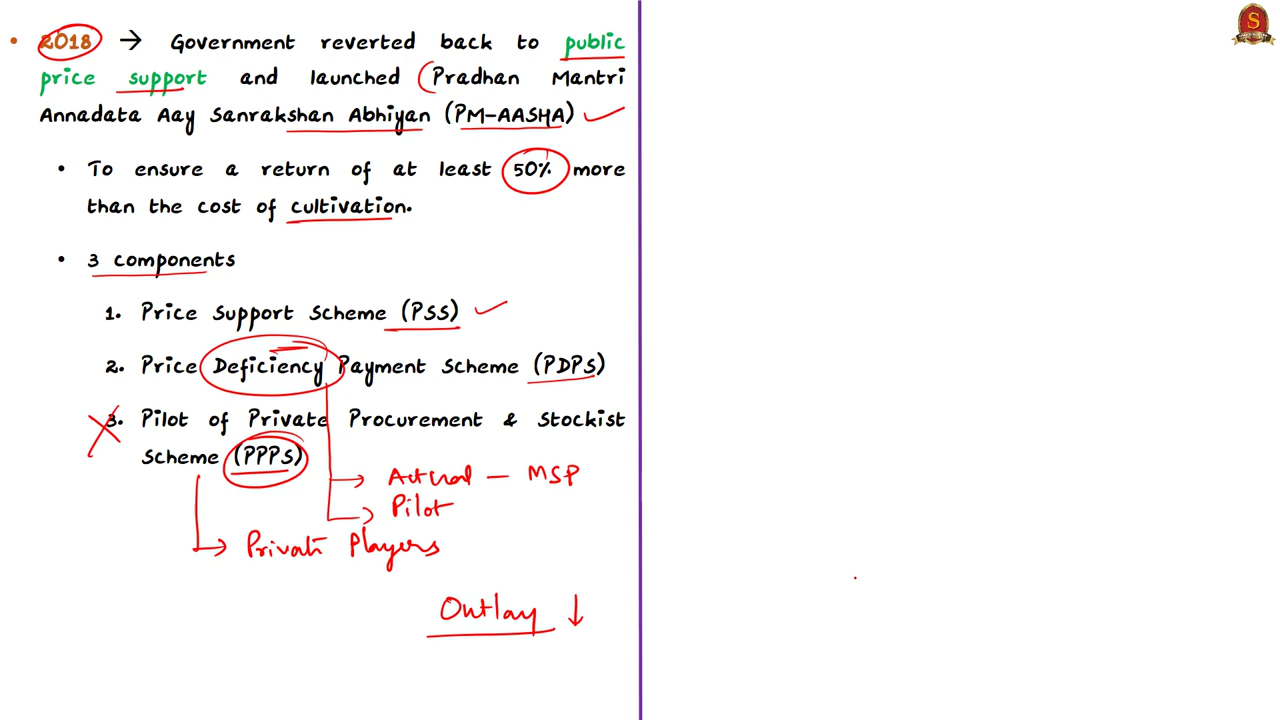 • 2018 → Government reverted back to public
price support and launched (Pradhan Mantri
Annadata Aay Sanrakshan Abhiyan (PM-AASHA)
• To ensure a return of at least 50% more
than the cost of cultivation.
• 3 components
1. Price Support Scheme (PSS)
2. Price Deficiency Payment Scheme (PDPS)
3. Pilot of Private Procurement & Stockist
Scheme (PPPS)
Actual – MSP
Pilot
Private Players
Outlay ↓
S